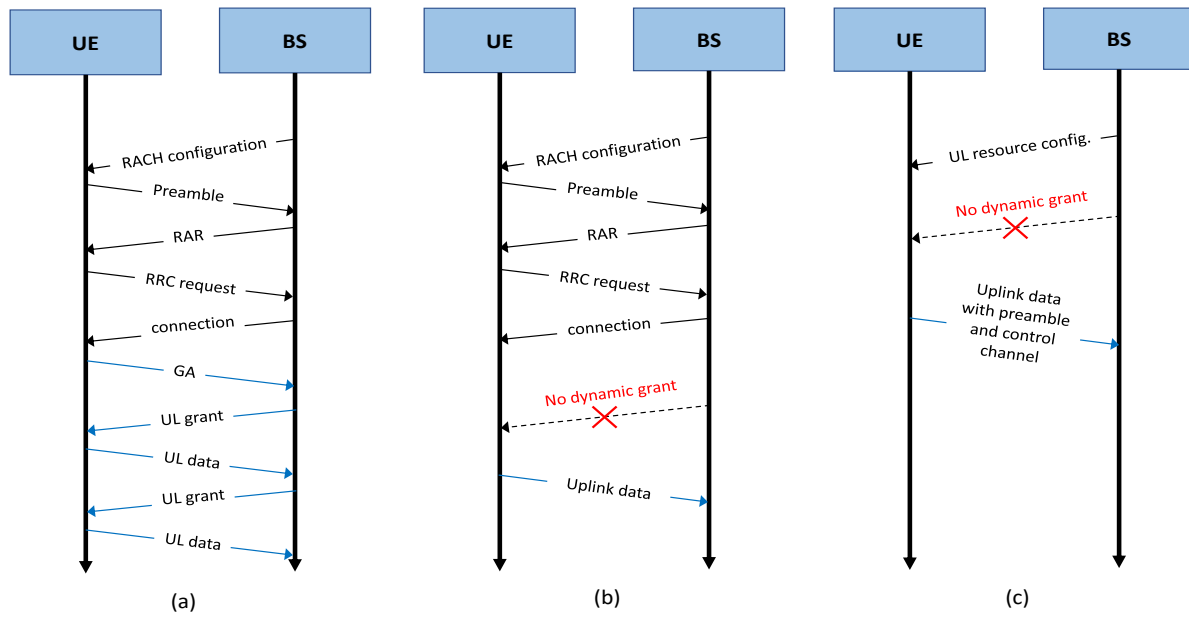 UE
BS
RACH configuration
Preamble
RAR
RRC request
connection
GA
UL grant
UL data
UL grant
UL data
(a)
UE
BS
RACH configuration
Preamble
RAR
RRC request
connection
No dynamic grant
Uplink data
(b)
UE
BS
UL resource config.
No dynamic grant
Uplink data
with preamble
and control
channel
(c)